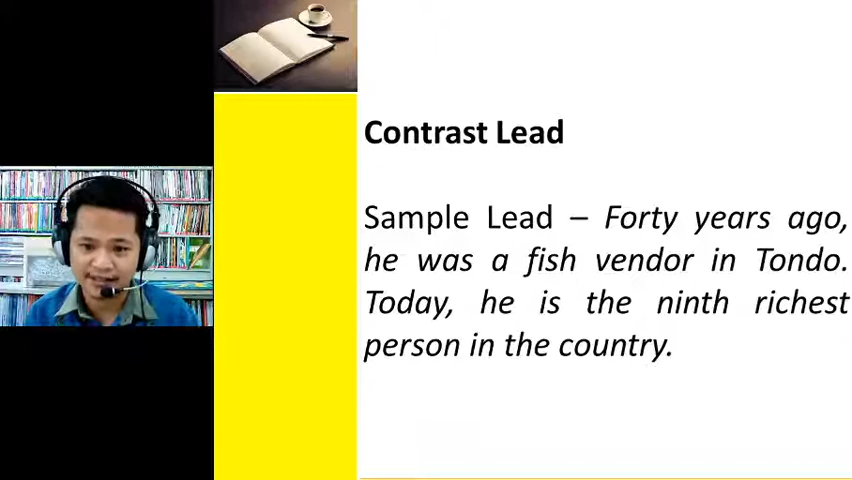 Contrast Lead
Sample Lead – Forty years ago,
he was a fish vendor in Tondo.
Today, he is the ninth richest
person in the country.